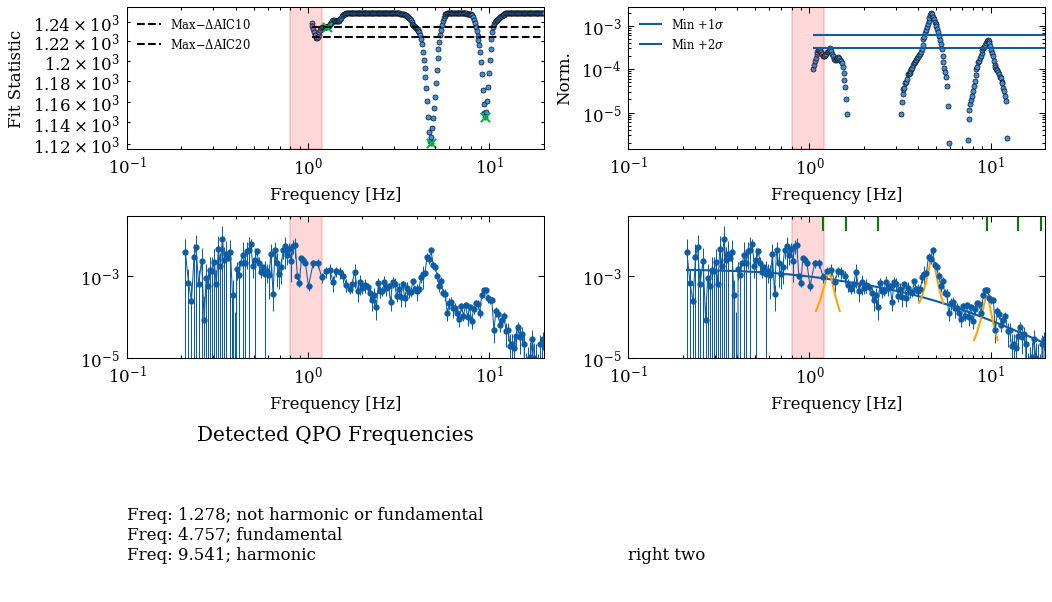 Fit Statistic
1.24 × 10³
1.22 × 10³
1.2 × 10³
1.18 × 10³
1.16 × 10³
1.14 × 10³
1.12 × 10³
Max−ΔAIC10
Max−ΔAIC20
10⁻¹ 10⁰ 10¹
Frequency [Hz]
Norm.
10⁻³
10⁻⁴
10⁻⁵
Min +1σ
Min +2σ
10⁻¹ 10⁰ 10¹
Frequency [Hz]
10⁻³
10⁻⁵
10⁻¹ 10⁰ 10¹
Frequency [Hz]
10⁻³
10⁻⁵
10⁻¹ 10⁰ 10¹
Frequency [Hz]
Detected QPO Frequencies
Freq: 1.278; not harmonic or fundamental
Freq: 4.757; fundamental
Freq: 9.541; harmonic
right two